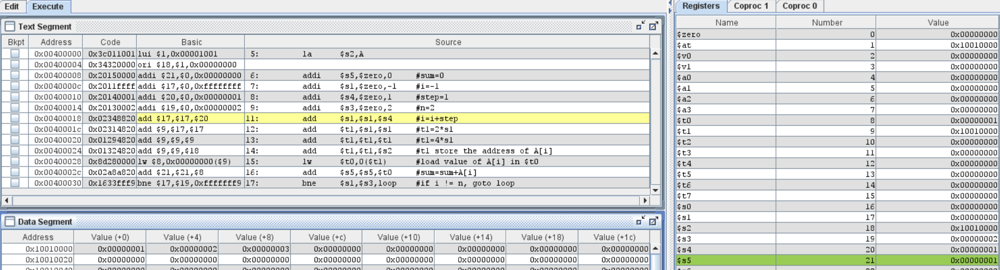 Edit Execute
Text Segment
Bkpt Address Code Basic Source
0x00400000 0x3c011001 lui $1,0x00001001 5: la $s2,A
0x00400004 0x34320000 ori $18,$1,0x00000000
0x00400008 0x20150000 addi $21,$0,0x00000000 6: addi $s5,$zero,0 #sum=0
0x0040000c 0x2011ffff addi $17,$0,0xffffffff 7: addi $s1,$zero,-1 #i=-1
0x00400010 0x20140001 addi $20,$0,0x00000001 8: addi $s4,$zero,1 #step=1
0x00400014 0x20130002 addi $19,$0,0x00000002 9: addi $s3,$zero,2 #n=2
0x00400018 0x02348820 add $17,$17,$20 11: add $s1,$s1,$s4 #i=i+step
0x0040001c 0x02314820 add $9,$17,$17 12: add $t1,$s1,$s1 #t1=2*s1
0x00400020 0x01294820 add $9,$9,$9 13: add $t1,$t1,$t1 #t1=4*s1
0x00400024 0x01324820 add $9,$9,$18 14: add $t1,$t1,$s2 #t1 store the address of A[i]
0x00400028 0x8d280000 lw $8,0x00000000($9) 15: lw $t0,0($t1) #load value of A[i] in $t0
0x0040002c 0x02a8a820 add $21,$21,$8 16: add $s5,$s5,$t0 #sum=sum+A[i]
0x00400030 0x1633fff9 bne $17,$19,0xfffffff9 17: bne $s1,$s3,loop #if i != n, goto loop
Data Segment
Address Value (+0) Value (+4) Value (+8) Value (+c) Value (+10) Value (+14) Value (+18) Value (+1c)
0x10010000 0x00000001 0x00000002 0x00000003 0x00000000 0x00000000 0x00000000 0x00000000 0x00000000
0x10010020 0x00000000 0x00000000 0x00000000 0x00000000 0x00000000 0x00000000 0x00000000 0x00000000
Registers Coproc 1 Coproc 0
Name Number Value
$zero 0 0x00000000
$at 1 0x10010000
$v0 2 0x00000000
$v1 3 0x00000000
$a0 4 0x00000000
$a1 5 0x00000000
$a2 6 0x00000000
$a3 7 0x00000000
$t0 8 0x00000001
$t1 9 0x10010000
$t2 10 0x00000000
$t3 11 0x00000000
$t4 12 0x00000000
$t5 13 0x00000000
$t6 14 0x00000000
$t7 15 0x00000000
$s0 16 0x00000000
$s1 17 0x00000000
$s2 18 0x10010000
$s3 19 0x00000002
$s4 20 0x00000001
$s5 21 0x00000001